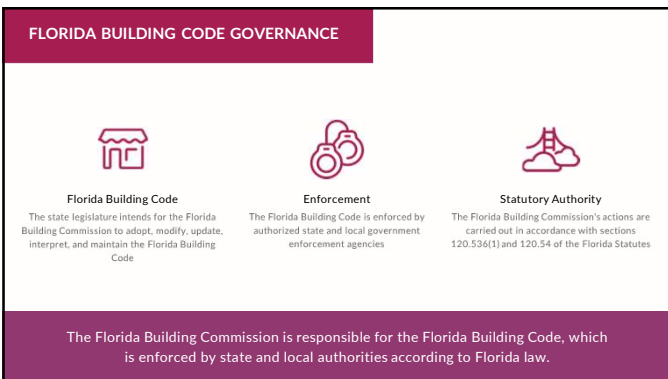 FLORIDA BUILDING CODE GOVERNANCE
Florida Building Code
The state legislature intends for the Florida
Building Commission to adopt, modify, update,
interpret, and maintain the Florida Building
Code
Enforcement
The Florida Building Code is enforced by
authorized state and local government
enforcement agencies
Statutory Authority
The Florida Building Commission's actions are
carried out in accordance with sections
120.536(1) and 120.54 of the Florida Statutes
The Florida Building Commission is responsible for the Florida Building Code, which
is enforced by state and local authorities according to Florida law.